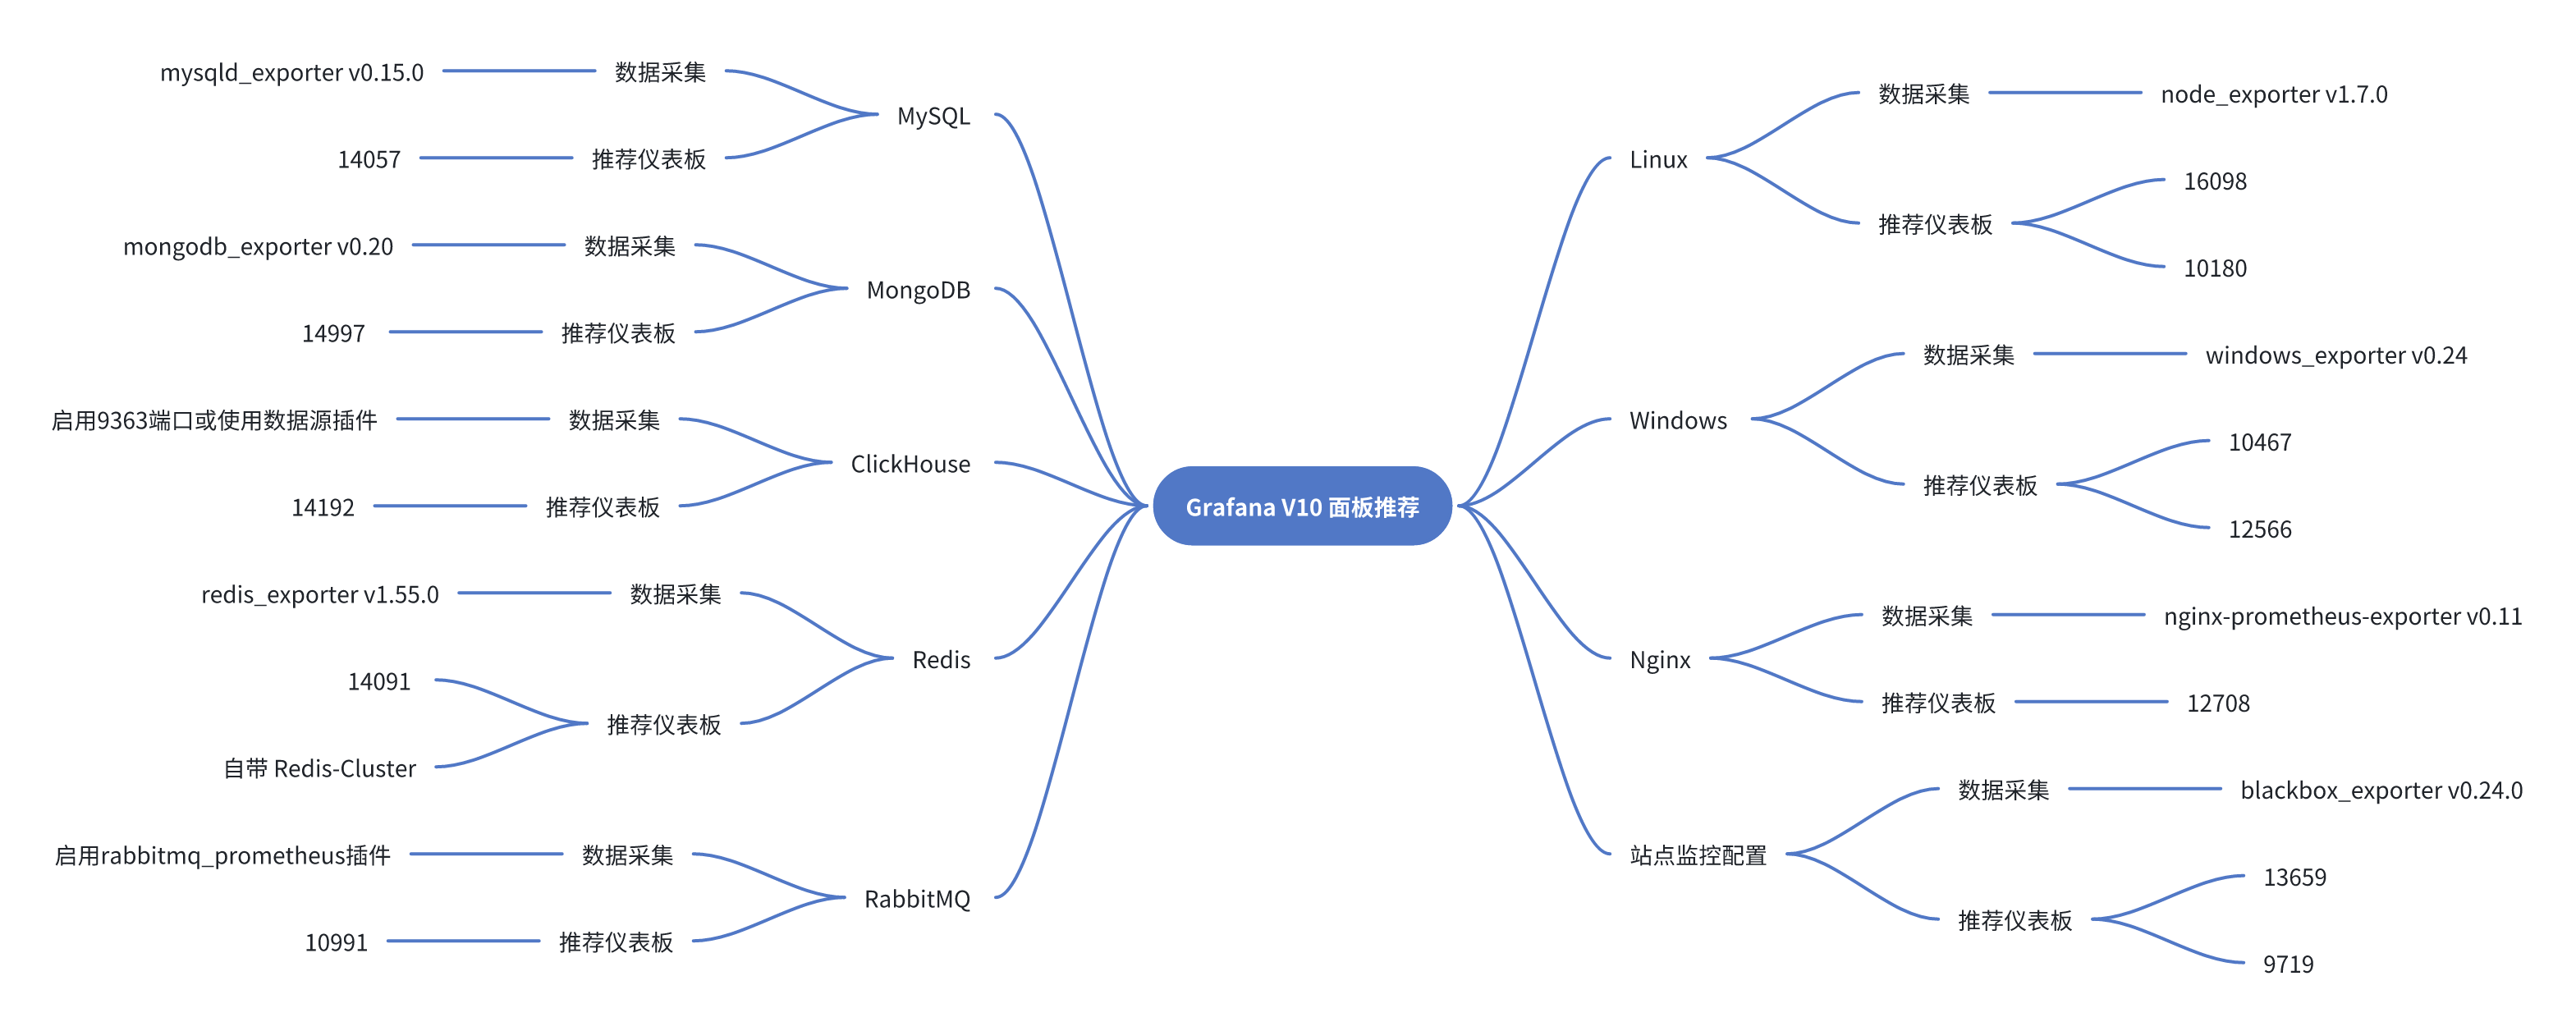 Grafana V10 面板推荐
MySQL
数据采集
mysqld_exporter v0.15.0
推荐仪表板
14057
MongoDB
数据采集
mongodb_exporter v0.20
推荐仪表板
14997
ClickHouse
数据采集
启用9363端口或使用数据源插件
推荐仪表板
14192
Redis
数据采集
redis_exporter v1.55.0
推荐仪表板
14091
自带 Redis-Cluster
RabbitMQ
数据采集
启用rabbitmq_prometheus插件
推荐仪表板
10991
Linux
数据采集
node_exporter v1.7.0
推荐仪表板
16098
10180
Windows
数据采集
windows_exporter v0.24
推荐仪表板
10467
12566
Nginx
数据采集
nginx-prometheus-exporter v0.11
推荐仪表板
12708
站点监控配置
数据采集
blackbox_exporter v0.24.0
推荐仪表板
13659
9719